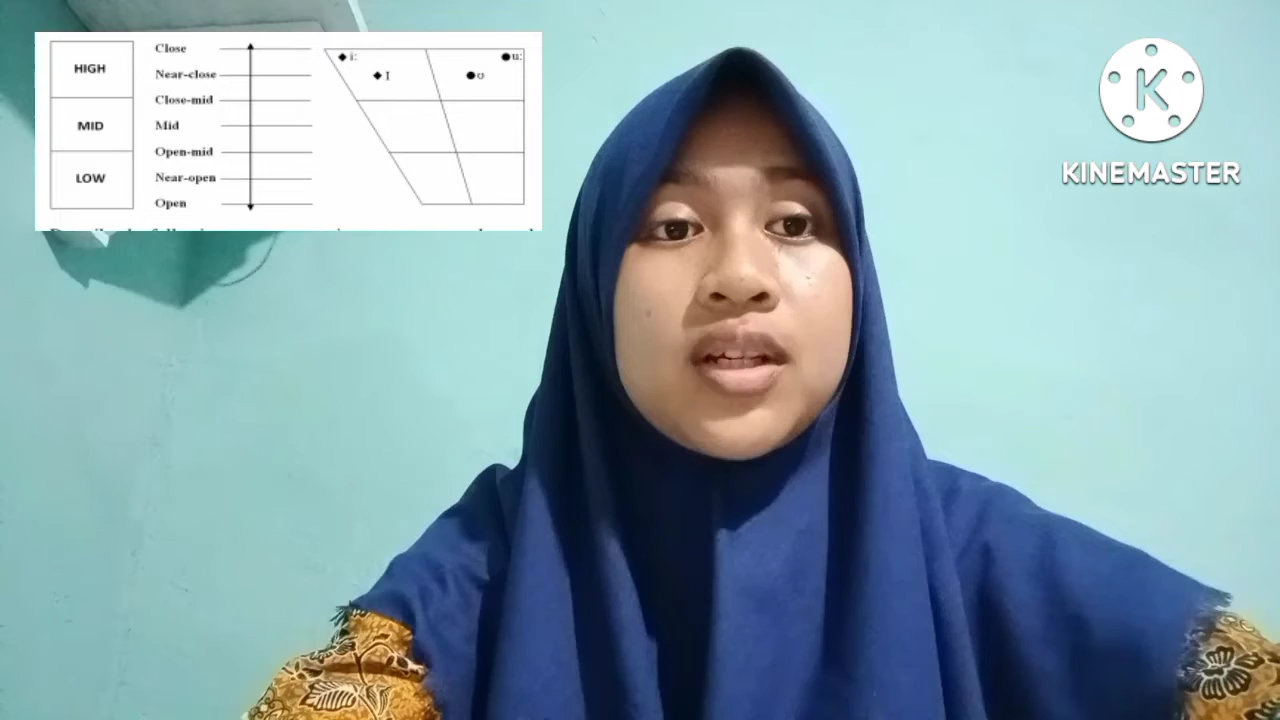 HIGH
MID
LOW
Close
Near-close
Close-mid
Mid
Open-mid
Near-open
Open
i:
I
u:
ʊ
K
KINEMASTER